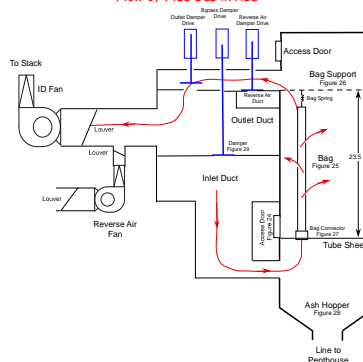 Outlet Damper
Drive
Bypass Damper
Drive
Reverse Air
Damper Drive
Access Door
To Stack
ID Fan
Bag Support
Figure 26
Bag Spring
Reverse Air
Duct
Louver
Outlet Duct
Louver
Damper
Figure 29
Bag
Figure 25
23.5
Inlet Duct
Louver
Reverse Air
Fan
Access Door
Figure 24
Bag Connector
Figure 27
Tube Shee
Ash Hopper
Figure 28
Line to
Penthouse